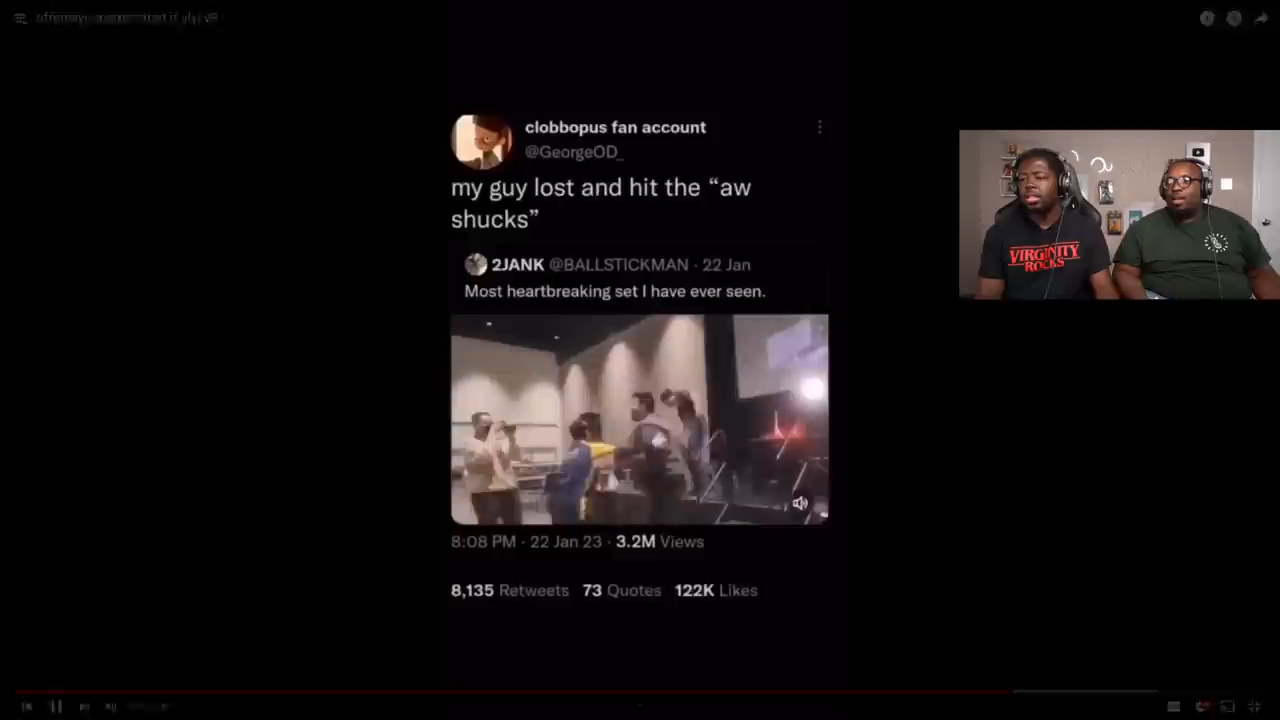 clobbopus fan account
@GeorgeOD_
my guy lost and hit the “aw
shucks”
2JANK @BALLSTICKMAN · 22 Jan
Most heartbreaking set I have ever seen.
8:08 PM · 22 Jan 23 · 3.2M Views
8,135 Retweets 73 Quotes 122K Likes
VIRGINITY
ROCKS